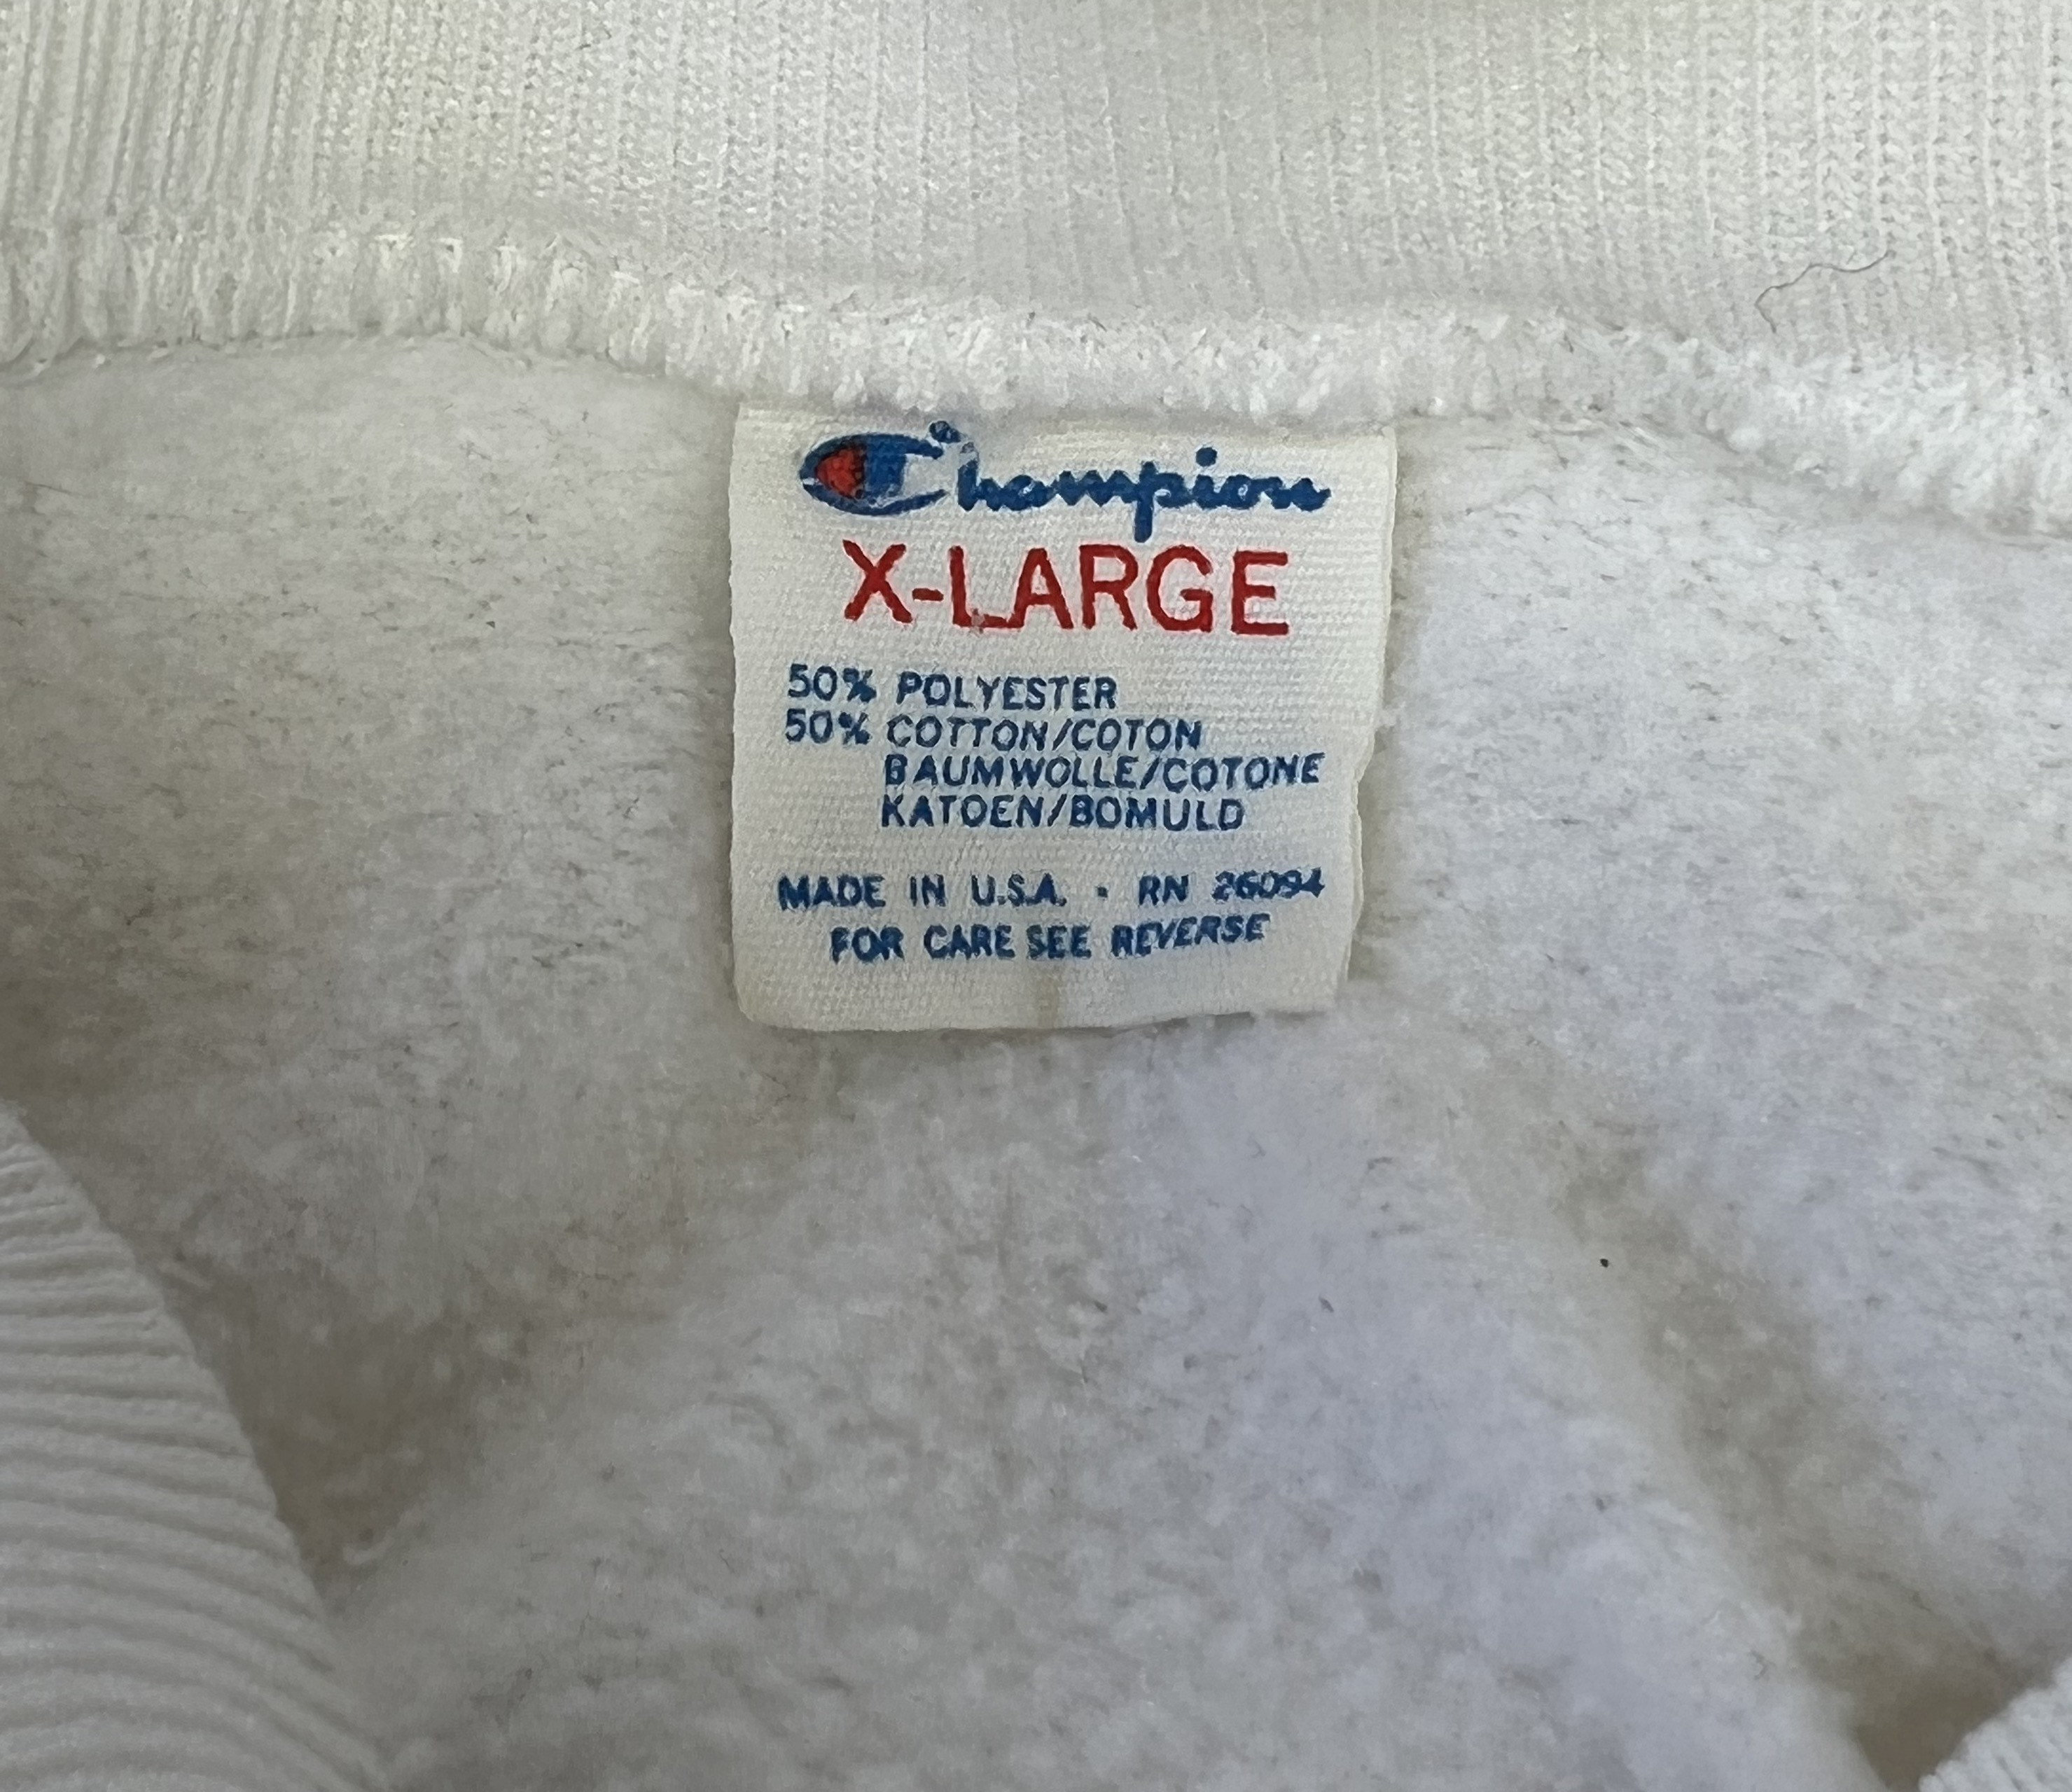 Champion
X-LARGE
50% POLYESTER
50% COTTON/COTON
BAUMWOLLE/COTONE
KATOEN/BOMULD
MADE IN U.S.A. • RN 26094
FOR CARE SEE REVERSE